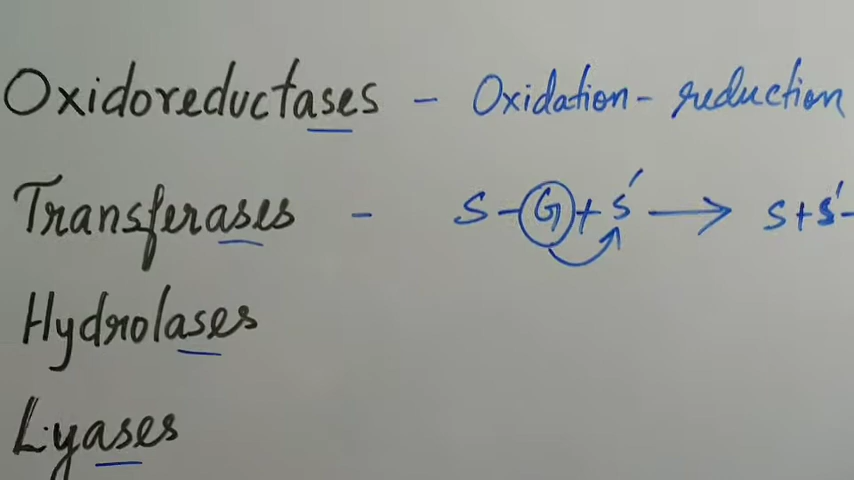 Oxidoreductases - Oxidation - reduction
Transferases - S-G+S' → S+S'-
Hydrolases
Lyases